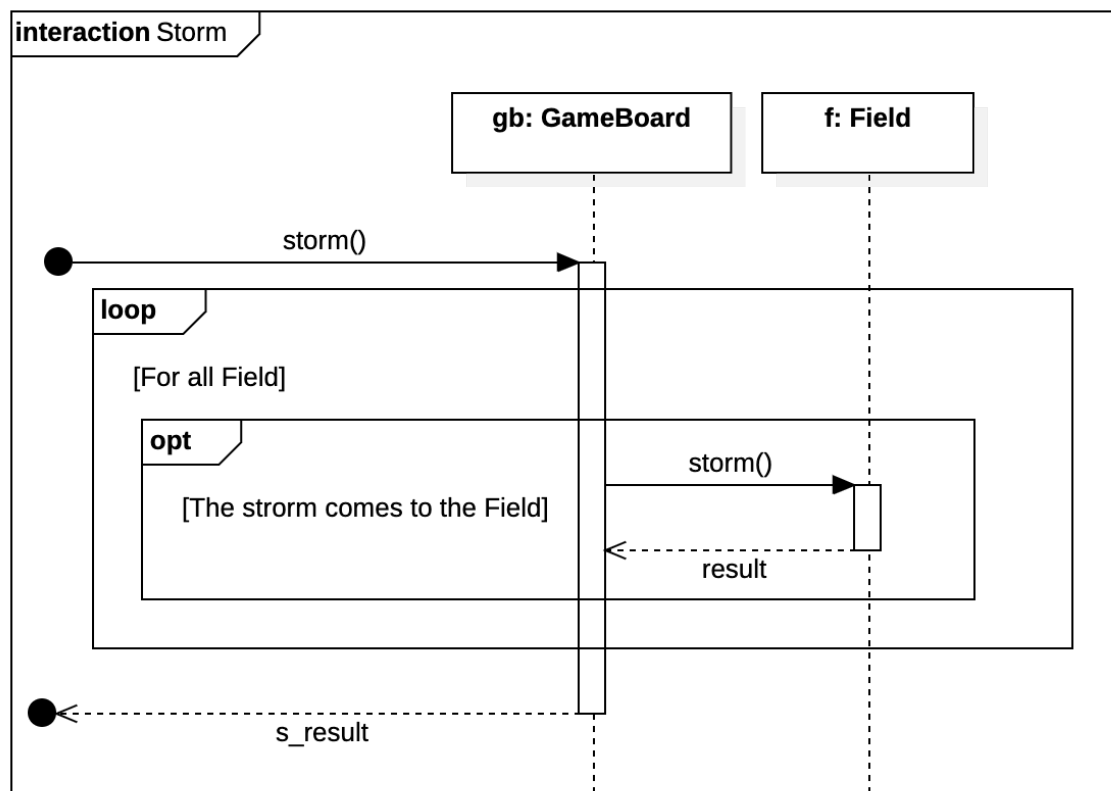 interaction Storm
gb: GameBoard
f: Field
storm()
loop
[For all Field]
opt
storm()
[The strorm comes to the Field]
result
s_result